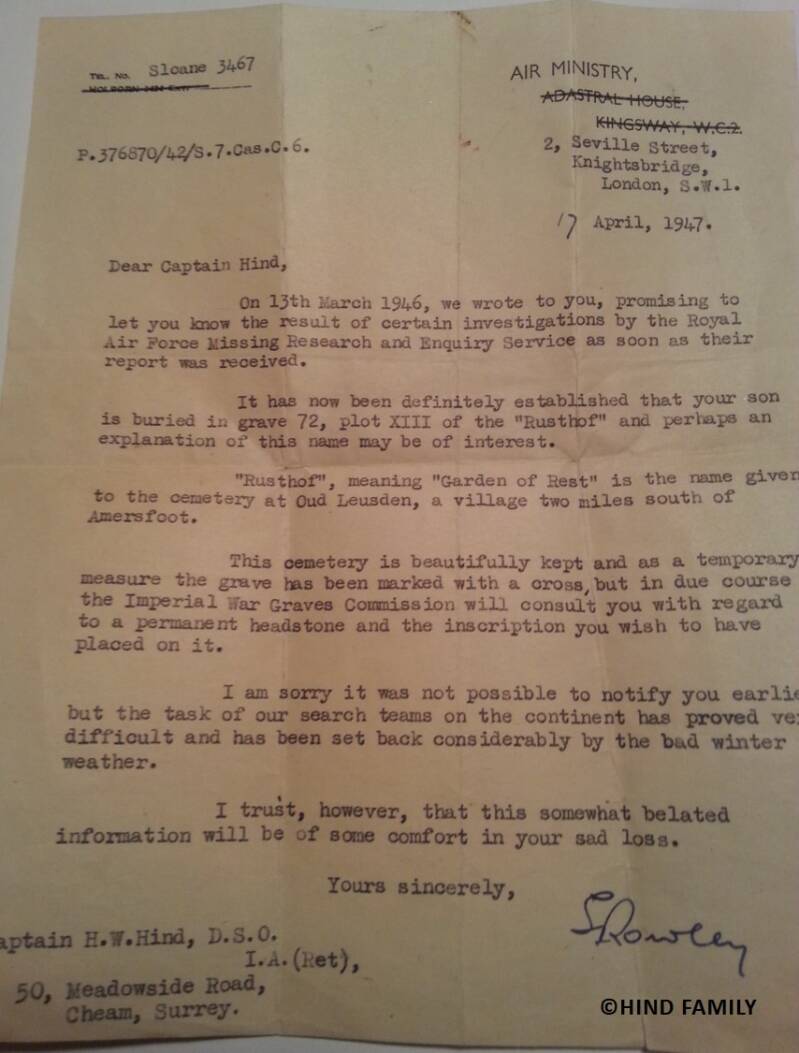 TEL. NO. Sloane 3467
AIR MINISTRY,
ADASTRAL HOUSE,
KINGSWAY, W.C.2.
P.376870/42/S.7.Cas.C.6.
2, Seville Street,
Knightsbridge,
London, S.W.1.
17 April, 1947.
Dear Captain Hind,
On 13th March 1946, we wrote to you, promising to
let you know the result of certain investigations by the Royal
Air Force Missing Research and Enquiry Service as soon as their
report was received.
It has now been definitely established that your son
is buried in grave 72, plot XIII of the "Rusthof" and perhaps an
explanation of this name may be of interest.
"Rusthof", meaning "Garden of Rest" is the name given
to the cemetery at Oud Leusden, a village two miles south of
Amersfoot.
This cemetery is beautifully kept and as a temporary
measure the grave has been marked with a cross, but in due course
the Imperial War Graves Commission will consult you with regard
to a permanent headstone and the inscription you wish to have
placed on it.
I am sorry it was not possible to notify you earlie
but the task of our search teams on the continent has proved ve
difficult and has been set back considerably by the bad winter
weather.
I trust, however, that this somewhat belated
information will be of some comfort in your sad loss.
Yours sincerely,
SRowley
aptain H.W.Hind, D.S.O.
I.A.(Ret),
50, Meadowside Road,
Cheam, Surrey.
©HIND FAMILY